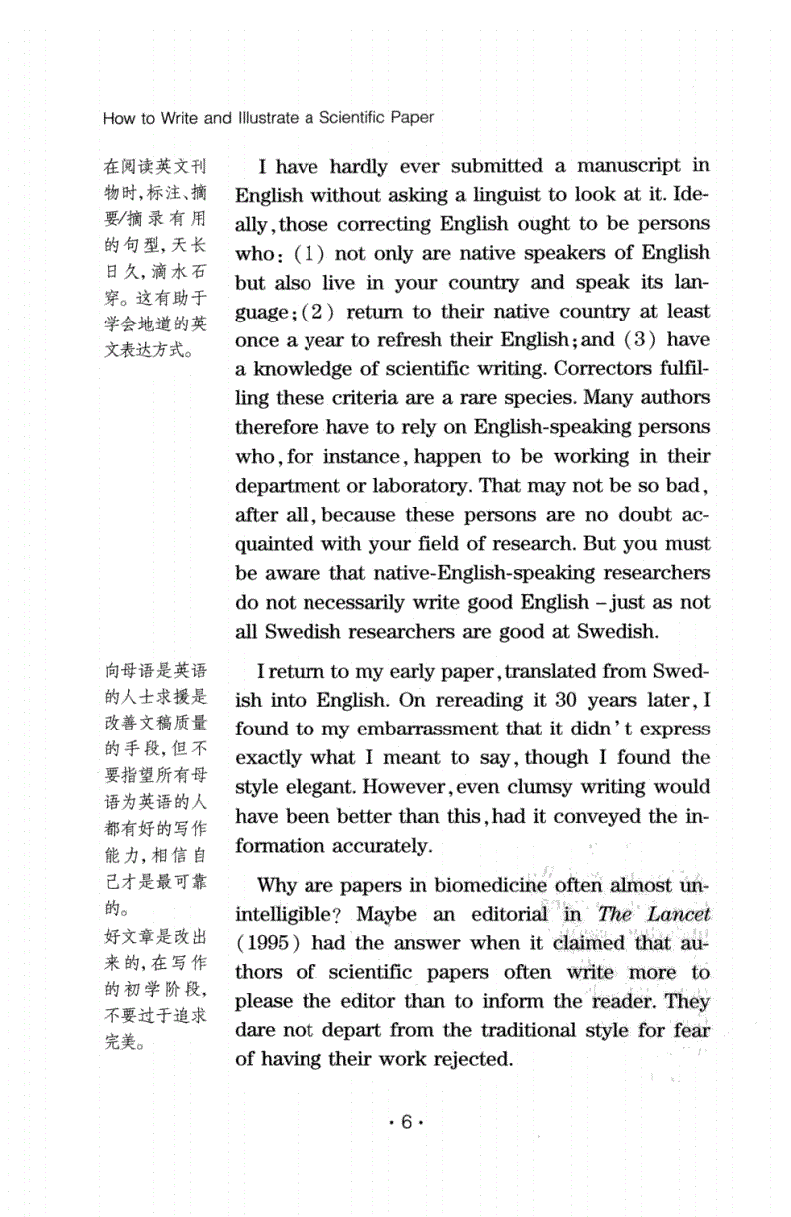 How to Write and Illustrate a Scientific Paper
在阅读英文刊
物时,标注、摘
要/摘录有用
的句型,天长
日久,滴水石
穿。这有助于
学会地道的英
文表达方式。
I have hardly ever submitted a manuscript in
English without asking a linguist to look at it. Ide-
ally,those correcting English ought to be persons
who: (1) not only are native speakers of English
but also live in your country and speak its lan-
guage;(2) return to their native country at least
once a year to refresh their English;and (3) have
a knowledge of scientific writing. Correctors fulfil-
ling these criteria are a rare species. Many authors
therefore have to rely on English-speaking persons
who,for instance,happen to be working in their
department or laboratory. That may not be so bad,
after all,because these persons are no doubt ac-
quainted with your field of research. But you must
be aware that native-English-speaking researchers
do not necessarily write good English –just as not
all Swedish researchers are good at Swedish.
向母语是英语
的人士求援是
改善文稿质量
的手段,但不
要指望所有母
语为英语的人
都有好的写作
能力,相信自
己才是最可靠
的。
好文章是改出
来的,在写作
的初学阶段,
不要过于追求
完美。
I return to my early paper,translated from Swed-
ish into English. On rereading it 30 years later,I
found to my embarrassment that it didn't express
exactly what I meant to say,though I found the
style elegant. However,even clumsy writing would
have been better than this,had it conveyed the in-
formation accurately.
Why are papers in biomedicine often almost un-
intelligible? Maybe an editorial in The Lancet
(1995) had the answer when it claimed that au-
thors of scientific papers often write more to
please the editor than to inform the reader. They
dare not depart from the traditional style for fear
of having their work rejected.
·6·